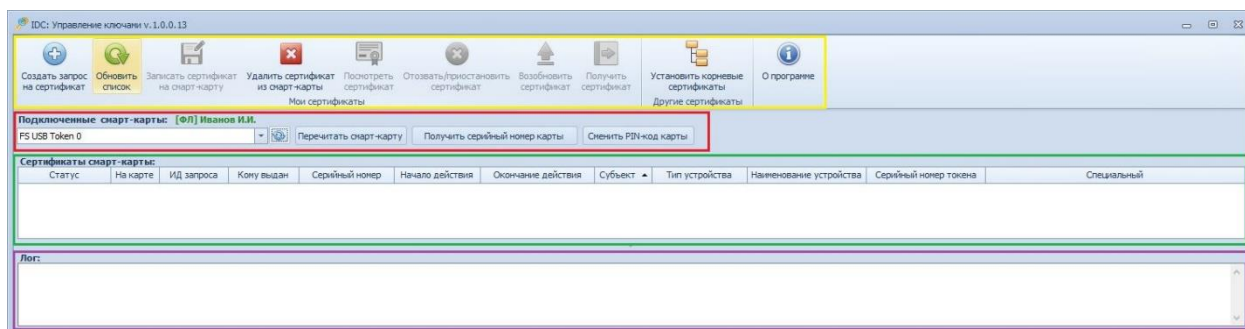 IDC: Управление ключами v.1.0.0.13
Создать запрос на сертификат
Обновить список
Записать сертификат на смарт-карту
Удалить сертификат из смарт-карты
Посмотреть сертификат
Отозвать/приостановить сертификат
Возобновить сертификат
Получить сертификат
Установить корневые сертификаты
О программе
Мои сертификаты
Другие сертификаты
Подключенные смарт-карты: [ФЛ] Иванов И.И.
FS USB Token 0
Перечитать смарт-карту
Получить серийный номер карты
Сменить PIN-код карты
Сертификаты смарт-карты:
Статус На карте ИД запроса Кому выдан Серийный номер Начало действия Окончание действия Субъект Тип устройства Наименование устройства Серийный номер токена Специальный
Лог: